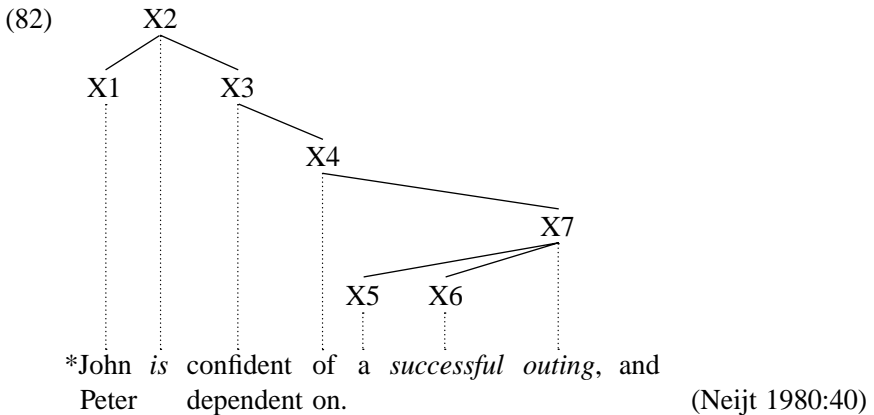 (82) X2
X1 X3
X4
X7
X5 X6
*John is confident of a successful outing, and
Peter dependent on. (Neijt 1980:40)